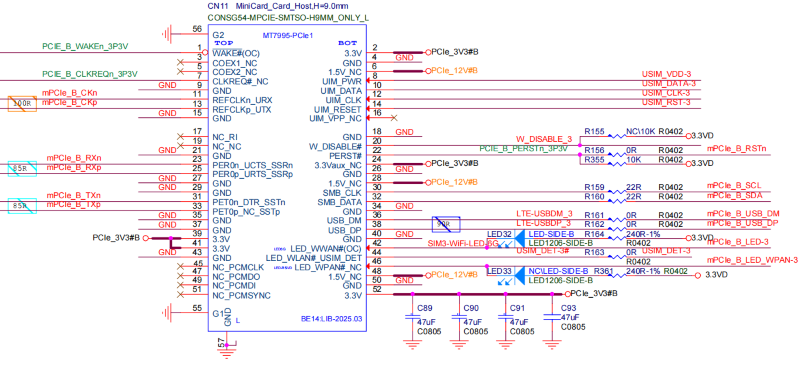 CN11 MiniCard_Card_Host,H=9.0mm
CONSG54-MPCIE-SMTSO-H9MM_ONLY_L
56 G2 MT7995-PCIe1
TOP BOT
PCIE_B_WAKEn_3P3V 1 WAKE#(OC) 3.3V 2 PCIe_3V3#B
3 COEX1_NC GND 4 GND
5 COEX2_NC 1.5V_NC 6 PCIe_12V#B
PCIE_B_CLKREQn_3P3V 7 CLKREQ#_NC UIM_PWR 8 USIM_VDD-3
GND 9 GND UIM_DATA 10 USIM_DATA-3
mPCIe_B_CKn 11 REFCLKn_URX UIM_CLK 12 USIM_CLK-3
100R mPCIe_B_CKp 13 REFCLKp_UTX UIM_RESET 14 USIM_RST-3
GND 15 GND UIM_VPP_NC 16
17 NC_RI GND 18 GND R155 NC\10K R0402 3.3VD
19 NC_NC W_DISABLE# 20 W_DISABLE_3
GND 21 GND PERST# 22 PCIE_B_PERSTn_3P3V R156 0R R0402 mPCIe_B_RSTn
mPCIe_B_RXn 23 PERn0_UCTS_SSRn 3.3Vaux_NC 24 PCIe_3V3#B R355 10K R0402 3.3VD
85R mPCIe_B_RXp 25 PERp0_URTS_SSRp GND 26 GND
GND 27 GND 1.5V_NC 28 PCIe_12V#B
GND 29 GND SMB_CLK 30 R159 22R R0402 mPCIe_B_SCL
mPCIe_B_TXn 31 PETn0_DTR_SSTn SMB_DATA 32 R160 22R R0402 mPCIe_B_SDA
85R mPCIe_B_TXp 33 PETp0_NC_SSTp GND 34 GND
GND 35 GND USB_DM 36 90R LTE-USBDM_3 R161 0R R0402 mPCIe_B_USB_DM
GND 37 GND USB_DP 38 LTE-USBDP_3 R162 0R R0402 mPCIe_B_USB_DP
PCIe_3V3#B 39 3.3V GND 40 GND LED32 LED-SIDE-B R164 240R-1% R0402 3.3VD
41 3.3V LED_WWAN#(OC) 42 SIM3-WiFi-LED/5G LED1206-SIDE-B R0402 mPCIe_B_LED-3
GND 43 GND LED_WLAN#_USIM_DET 44 USIM_DET-3# R163 0R USIM_DET-3
45 NC_PCMCLK LED_WPAN#_NC 46 R0402 mPCIe_B_LED_WPAN-3
47 NC_PCMDO 1.5V_NC 48 PCIe_12V#B LED33 NC\LED-SIDE-B R361 240R-1% R0402 3.3VD
49 NC_PCMDI GND 50 GND LED1206-SIDE-B
51 NC_PCMSYNC 3.3V 52 PCIe_3V3#B
55 G1 GND L BE14:LIB-2025.03
57 L
C89 C90 C91 C93
47uF 47uF 47uF 47uF
C0805 C0805 C0805 C0805